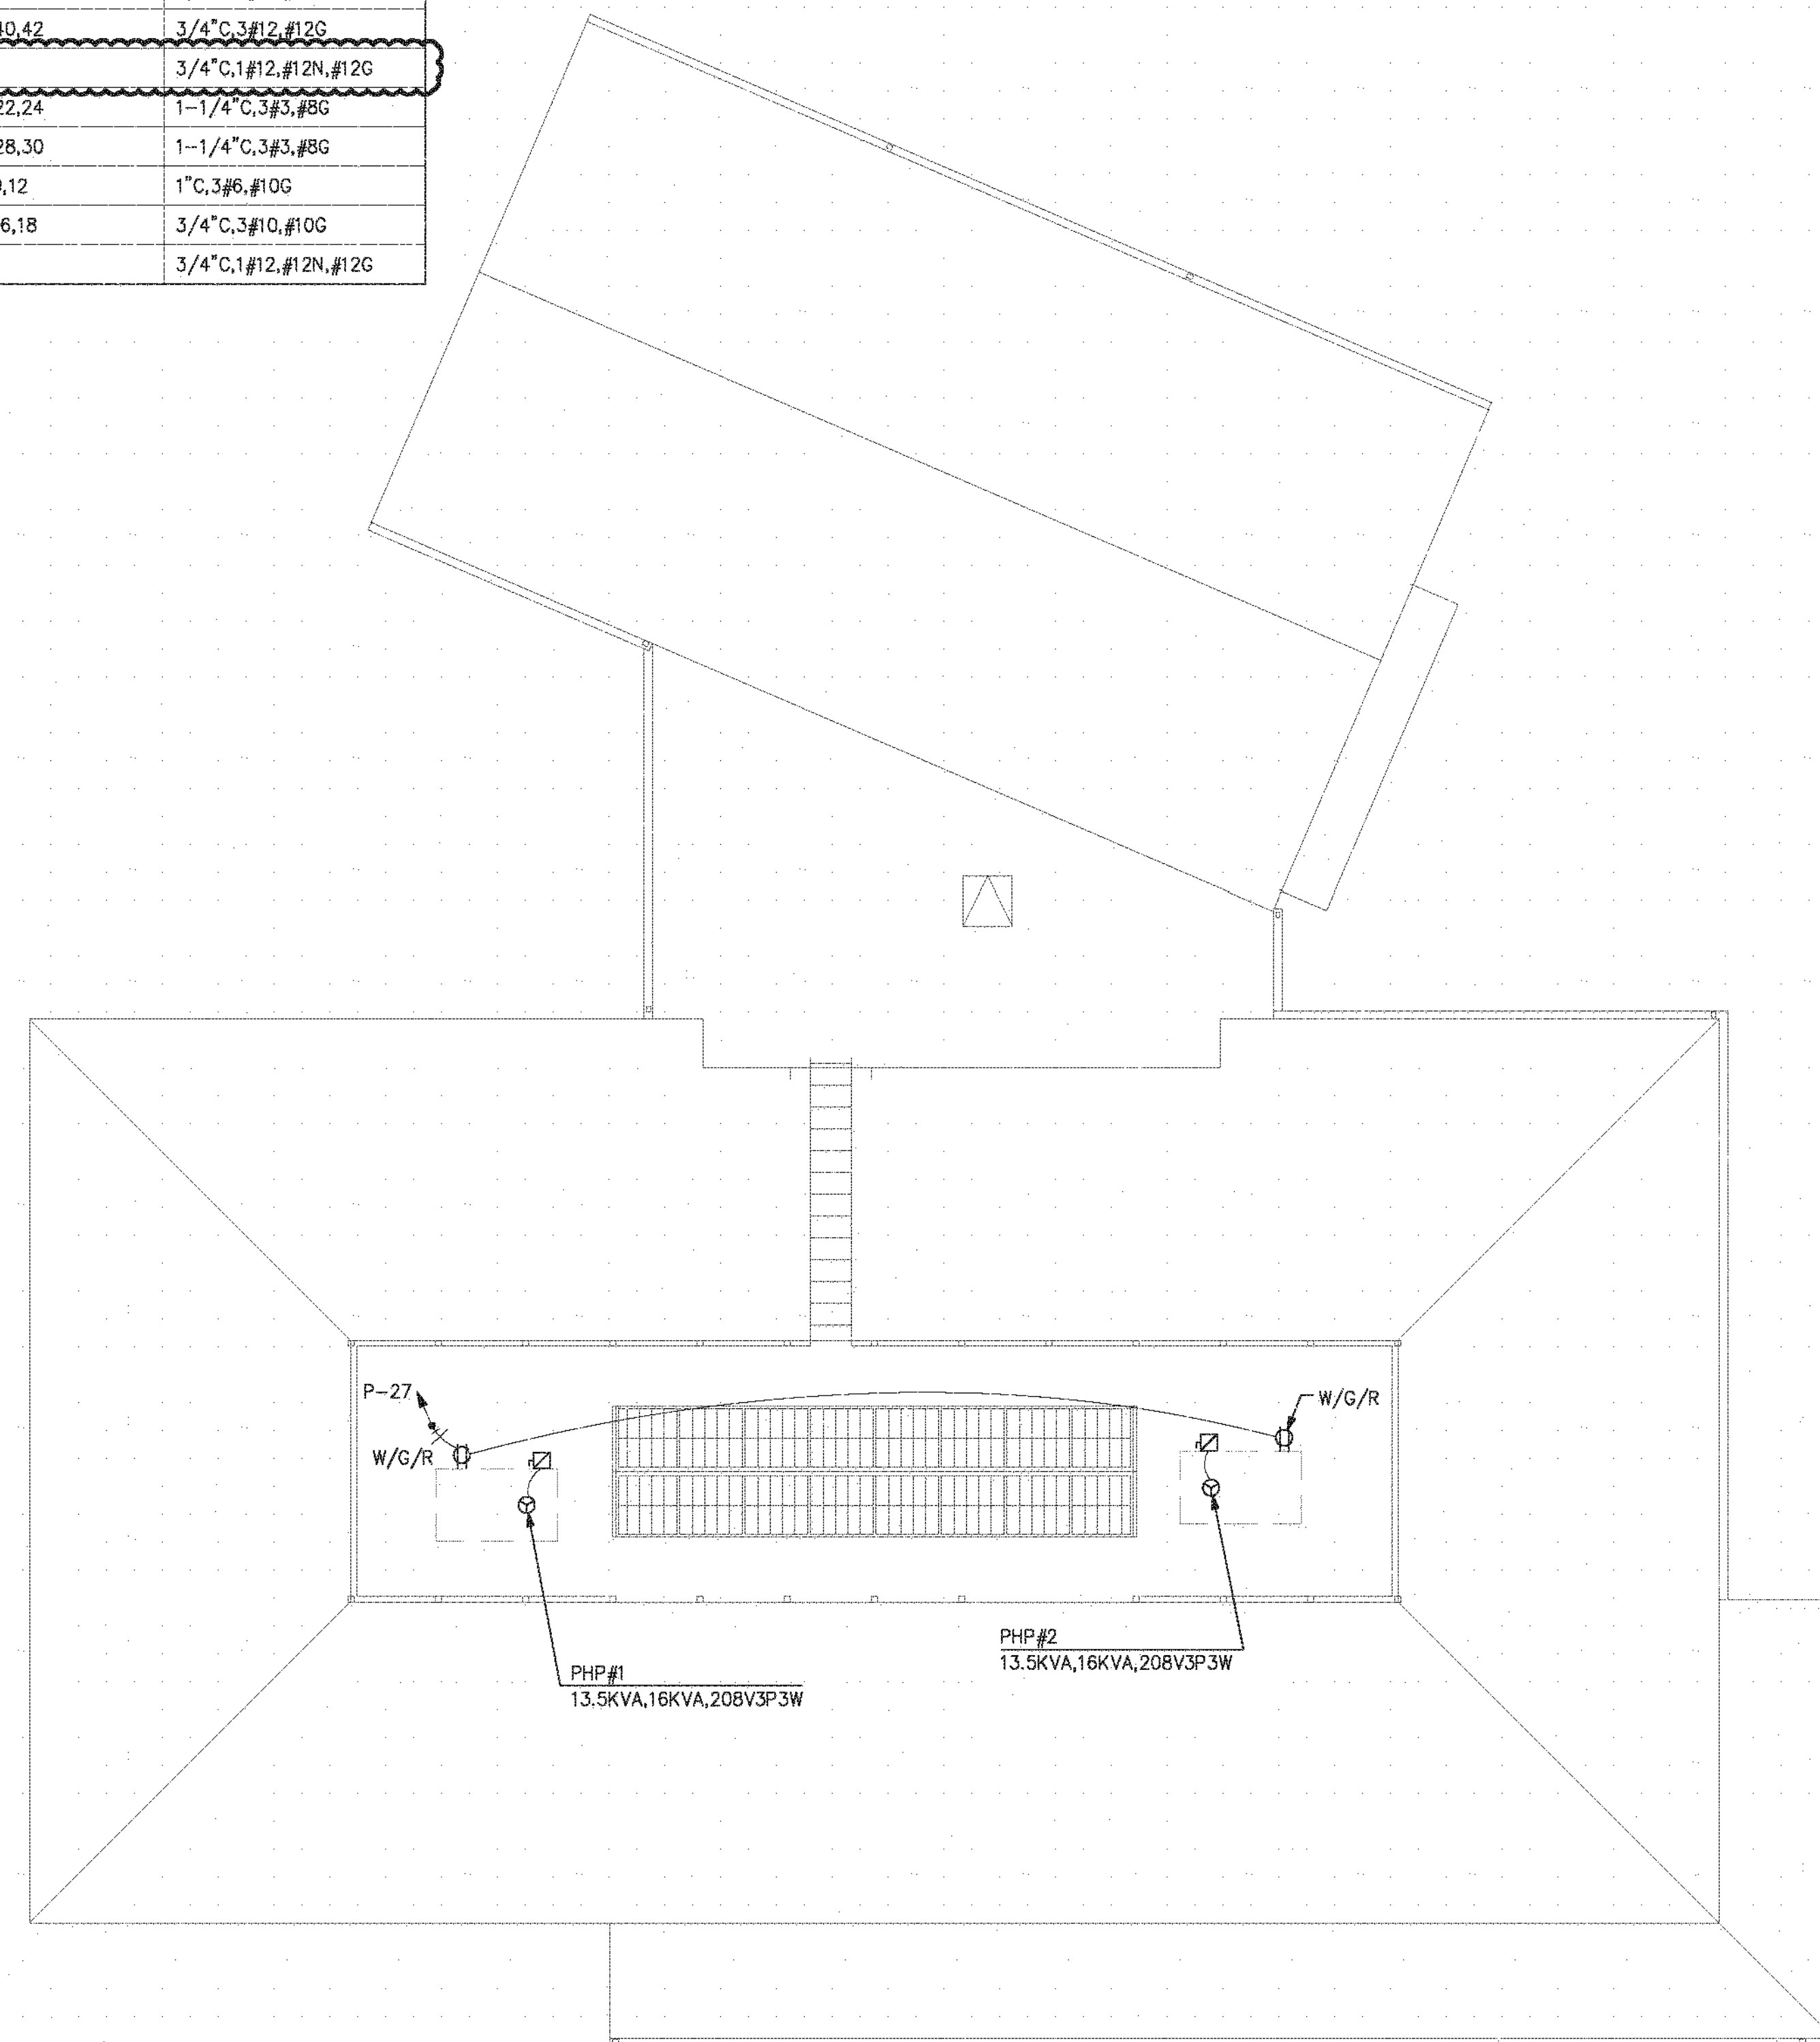 40,42 3/4"C,3#12,#12G
3/4"C,1#12,#12N,#12G
22,24 1-1/4"C,3#3,#8G
28,30 1-1/4"C,3#3,#8G
,12 1"C,3#6,#10G
6,18 3/4"C,3#10,#10G
3/4"C,1#12,#12N,#12G
P-27
W/G/R
W/G/R
PHP#2
13.5KVA,16KVA,208V3P3W
PHP#1
13.5KVA,16KVA,208V3P3W